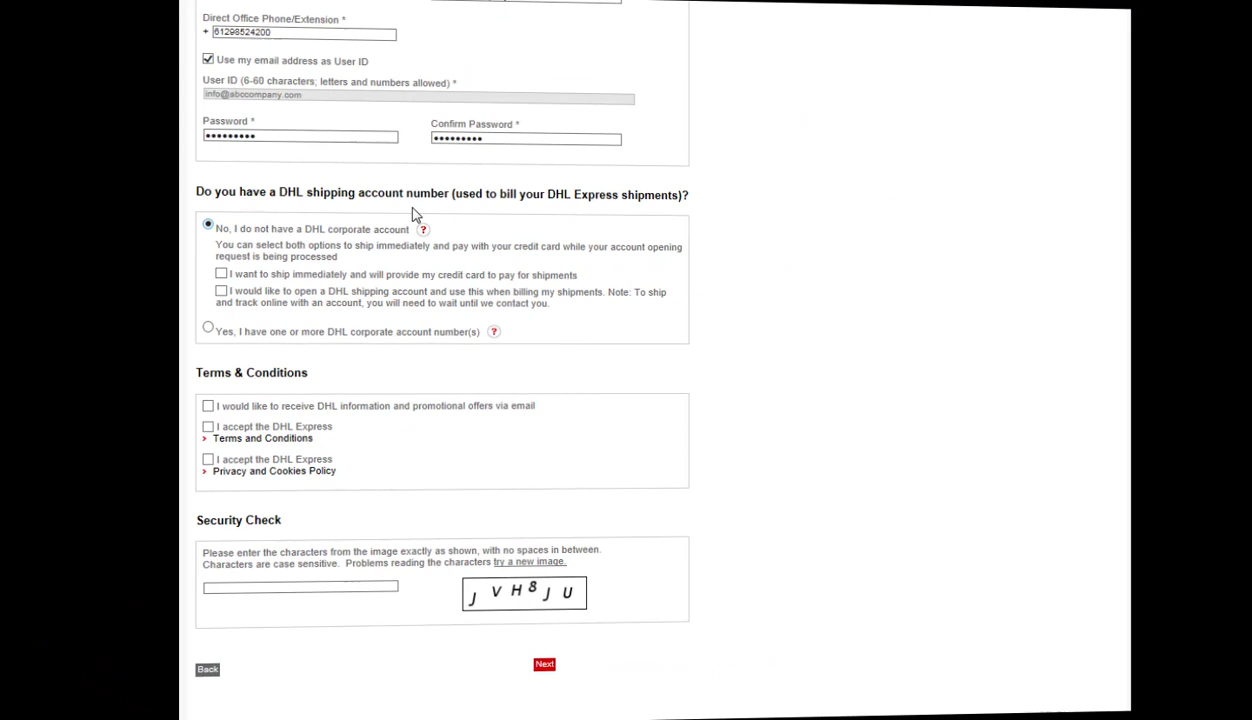 Direct Office Phone/Extension *
+ 61298524200
Use my email address as User ID
User ID (6-60 characters; letters and numbers allowed) *
info@abccompany.com
Password * Confirm Password *
••••••••• •••••••••
Do you have a DHL shipping account number (used to bill your DHL Express shipments)?
No, I do not have a DHL corporate account ?
You can select both options to ship immediately and pay with your credit card while your account opening
request is being processed
I want to ship immediately and will provide my credit card to pay for shipments
I would like to open a DHL shipping account and use this when billing my shipments. Note: To ship
and track online with an account, you will need to wait until we contact you.
Yes, I have one or more DHL corporate account number(s) ?
Terms & Conditions
I would like to receive DHL information and promotional offers via email
I accept the DHL Express
› Terms and Conditions
I accept the DHL Express
› Privacy and Cookies Policy
Security Check
Please enter the characters from the image exactly as shown, with no spaces in between.
Characters are case sensitive. Problems reading the characters try a new image.
J V H 8 J U
Back Next